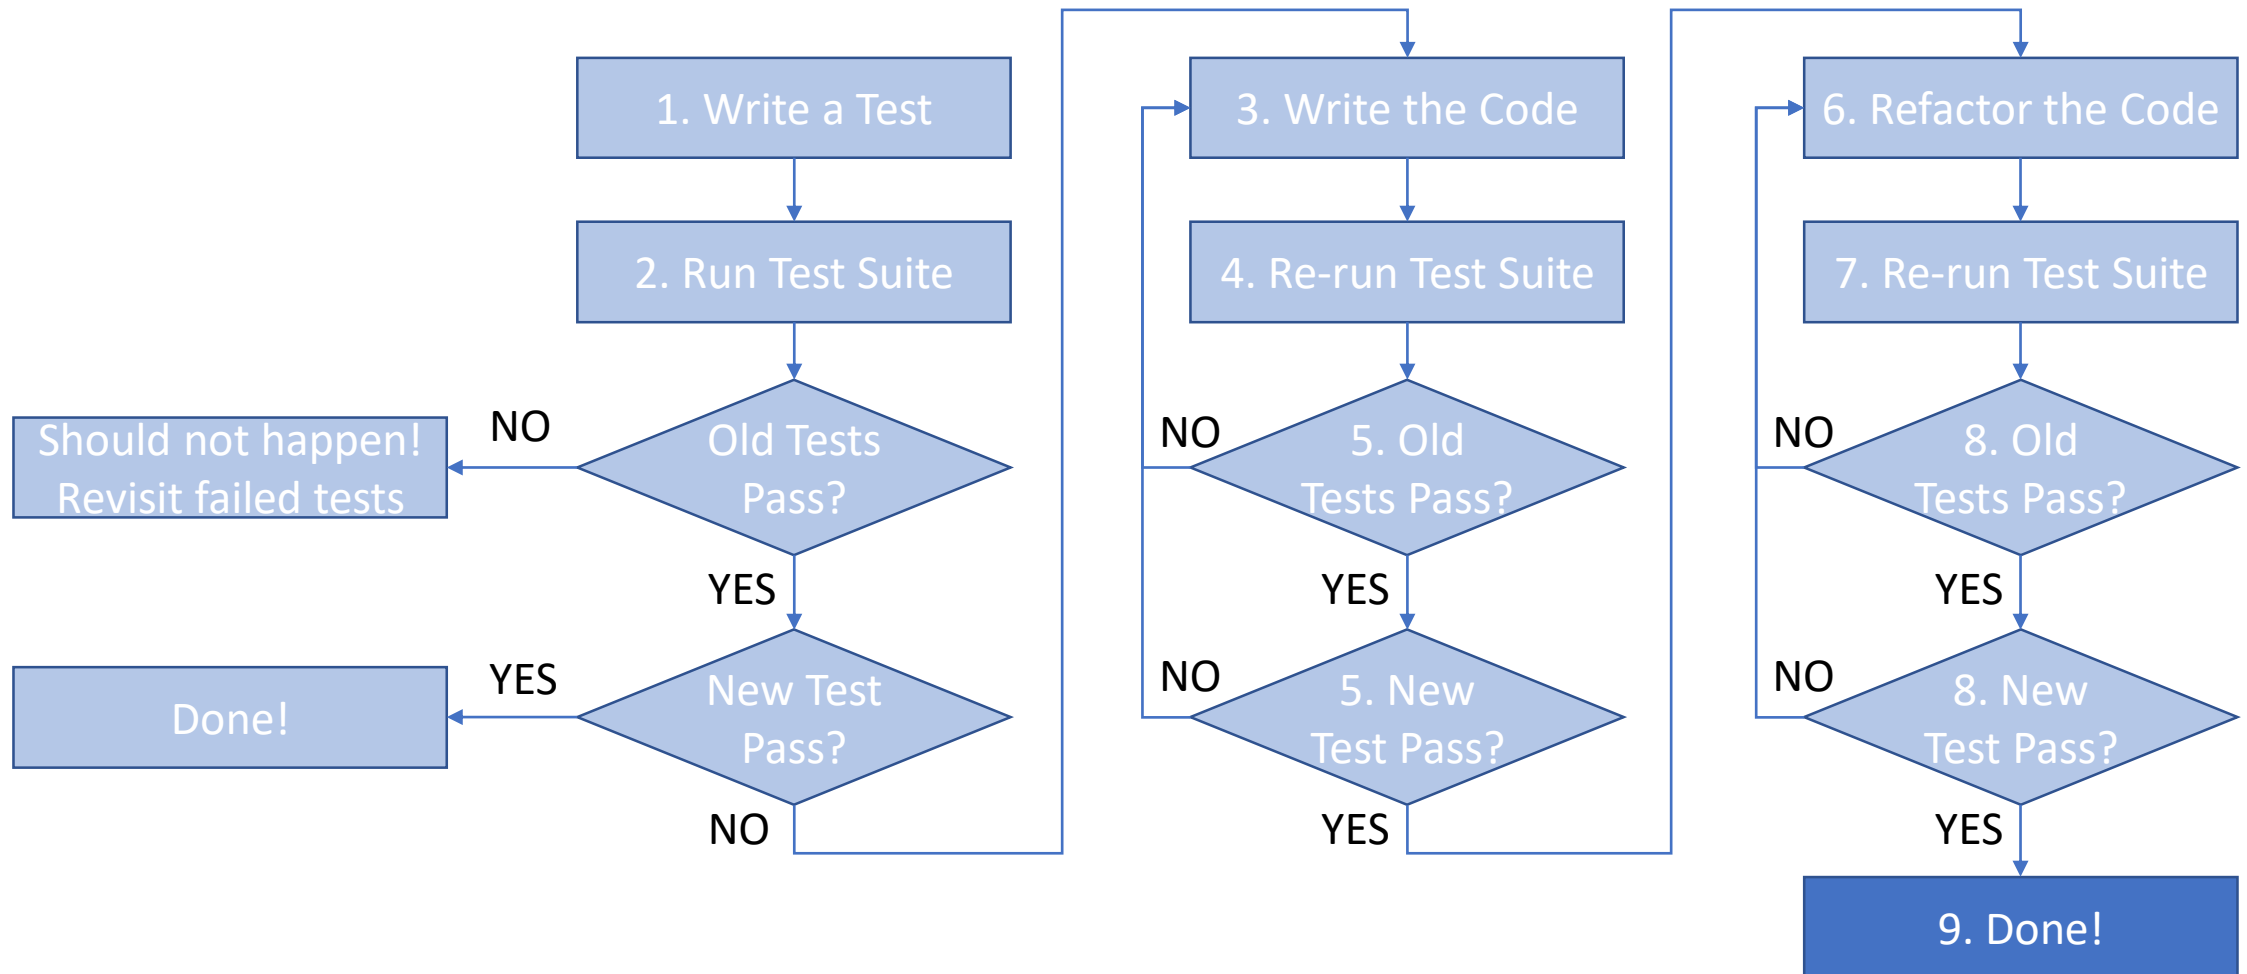 1. Write a Test
2. Run Test Suite
Old Tests
Pass?
NO
Should not happen!
Revisit failed tests
YES
New Test
Pass?
YES
Done!
NO
3. Write the Code
4. Re-run Test Suite
5. Old
Tests Pass?
NO
YES
5. New
Test Pass?
NO
YES
6. Refactor the Code
7. Re-run Test Suite
8. Old
Tests Pass?
NO
YES
8. New
Test Pass?
NO
YES
9. Done!